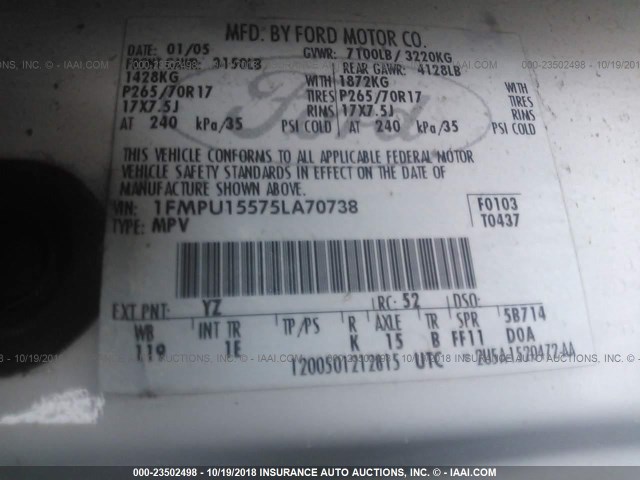 MFD. BY FORD MOTOR CO.
DATE: 01/05 GVWR: 7100LB/ 3220KG
FRONT GAWR: 3150LB REAR GAWR: 4128LB
1428KG WITH 1872KG WITH
P265/70R17 TIRES P265/70R17 TIRES
17X7.5J RIMS 17X7.5J RIMS
AT 240 kPa/35 PSI COLD AT 240 kPa/35 PSI COLD
Ford
THIS VEHICLE CONFORMS TO ALL APPLICABLE FEDERAL MOTOR
VEHICLE SAFETY STANDARDS IN EFFECT ON THE DATE OF
MANUFACTURE SHOWN ABOVE.
VIN: 1FMPU15575LA70738 F0103
TYPE: MPV T0437
EXT PNT: YZ RC: 52 DSO:
WB INT TR TP/PS R AXLE TR SPR 5B714
119 1E K 15 B FF11 DOA
1200501212815 UTC
000-23502498 - 10/19/2018 INSURANCE AUTO AUCTIONS, INC. - © - IAAI.COM